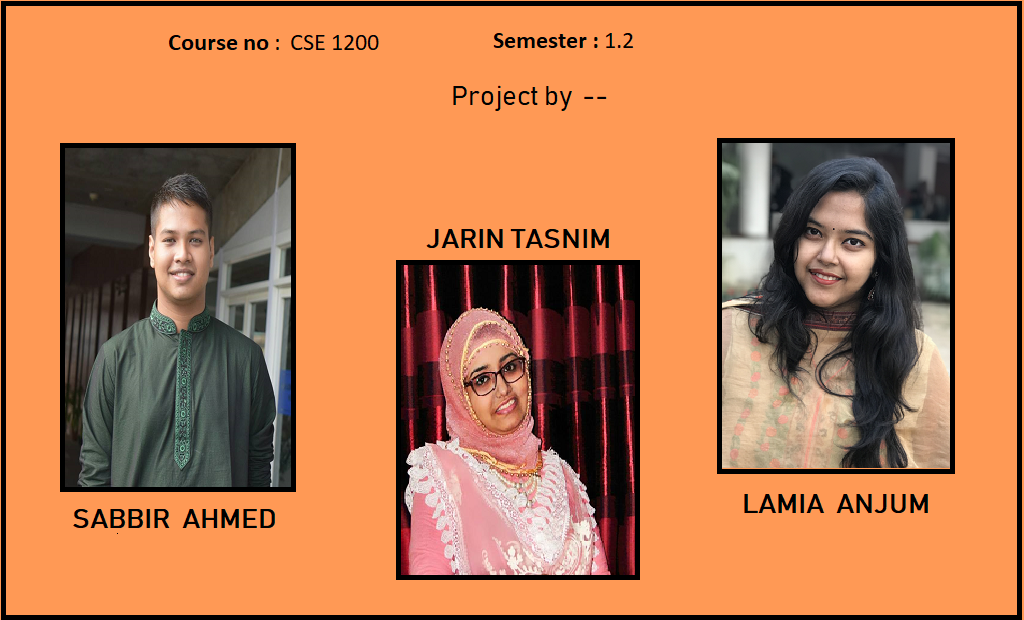 Course no :  CSE 1200
Semester : 1.2
Project by  --
JARIN TASNIM
SABBIR  AHMED
LAMIA  ANJUM